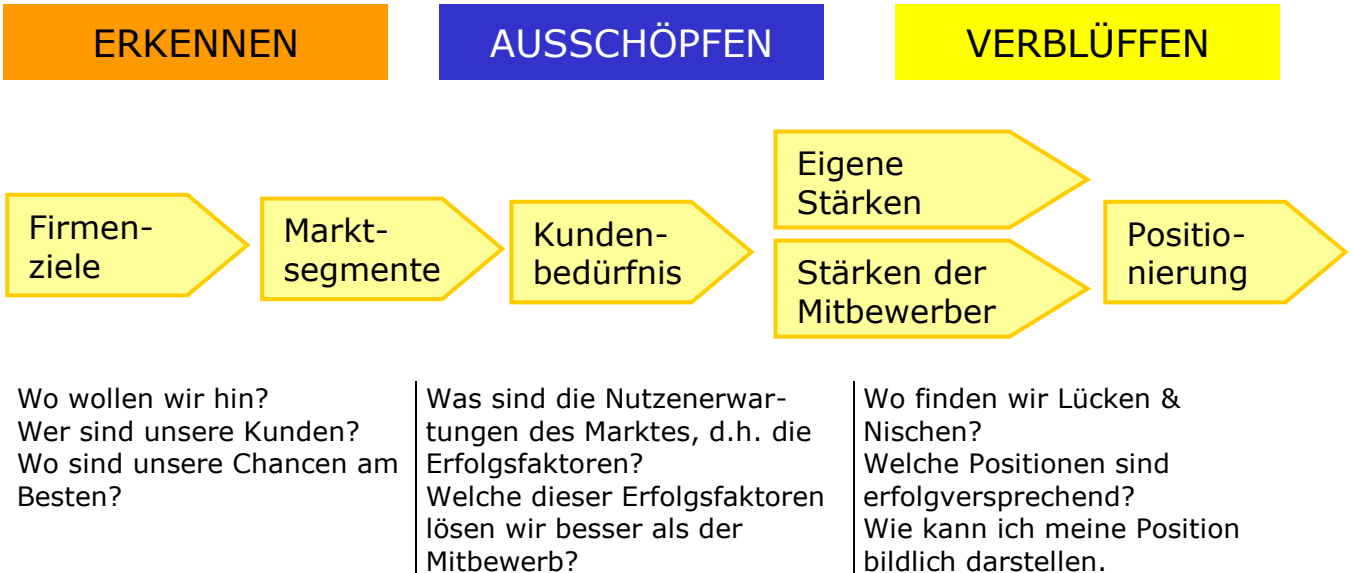 ERKENNEN
AUSSCHÖPFEN
VERBLÜFFEN
Firmen-
ziele
Markt-
segmente
Kunden-
bedürfnis
Eigene
Stärken
Stärken der
Mitbewerber
Positio-
nierung
Wo wollen wir hin?
Wer sind unsere Kunden?
Wo sind unsere Chancen am
Besten?
Was sind die Nutzenerwar-
tungen des Marktes, d.h. die
Erfolgsfaktoren?
Welche dieser Erfolgsfaktoren
lösen wir besser als der
Mitbewerb?
Wo finden wir Lücken &
Nischen?
Welche Positionen sind
erfolgversprechend?
Wie kann ich meine Position
bildlich darstellen.